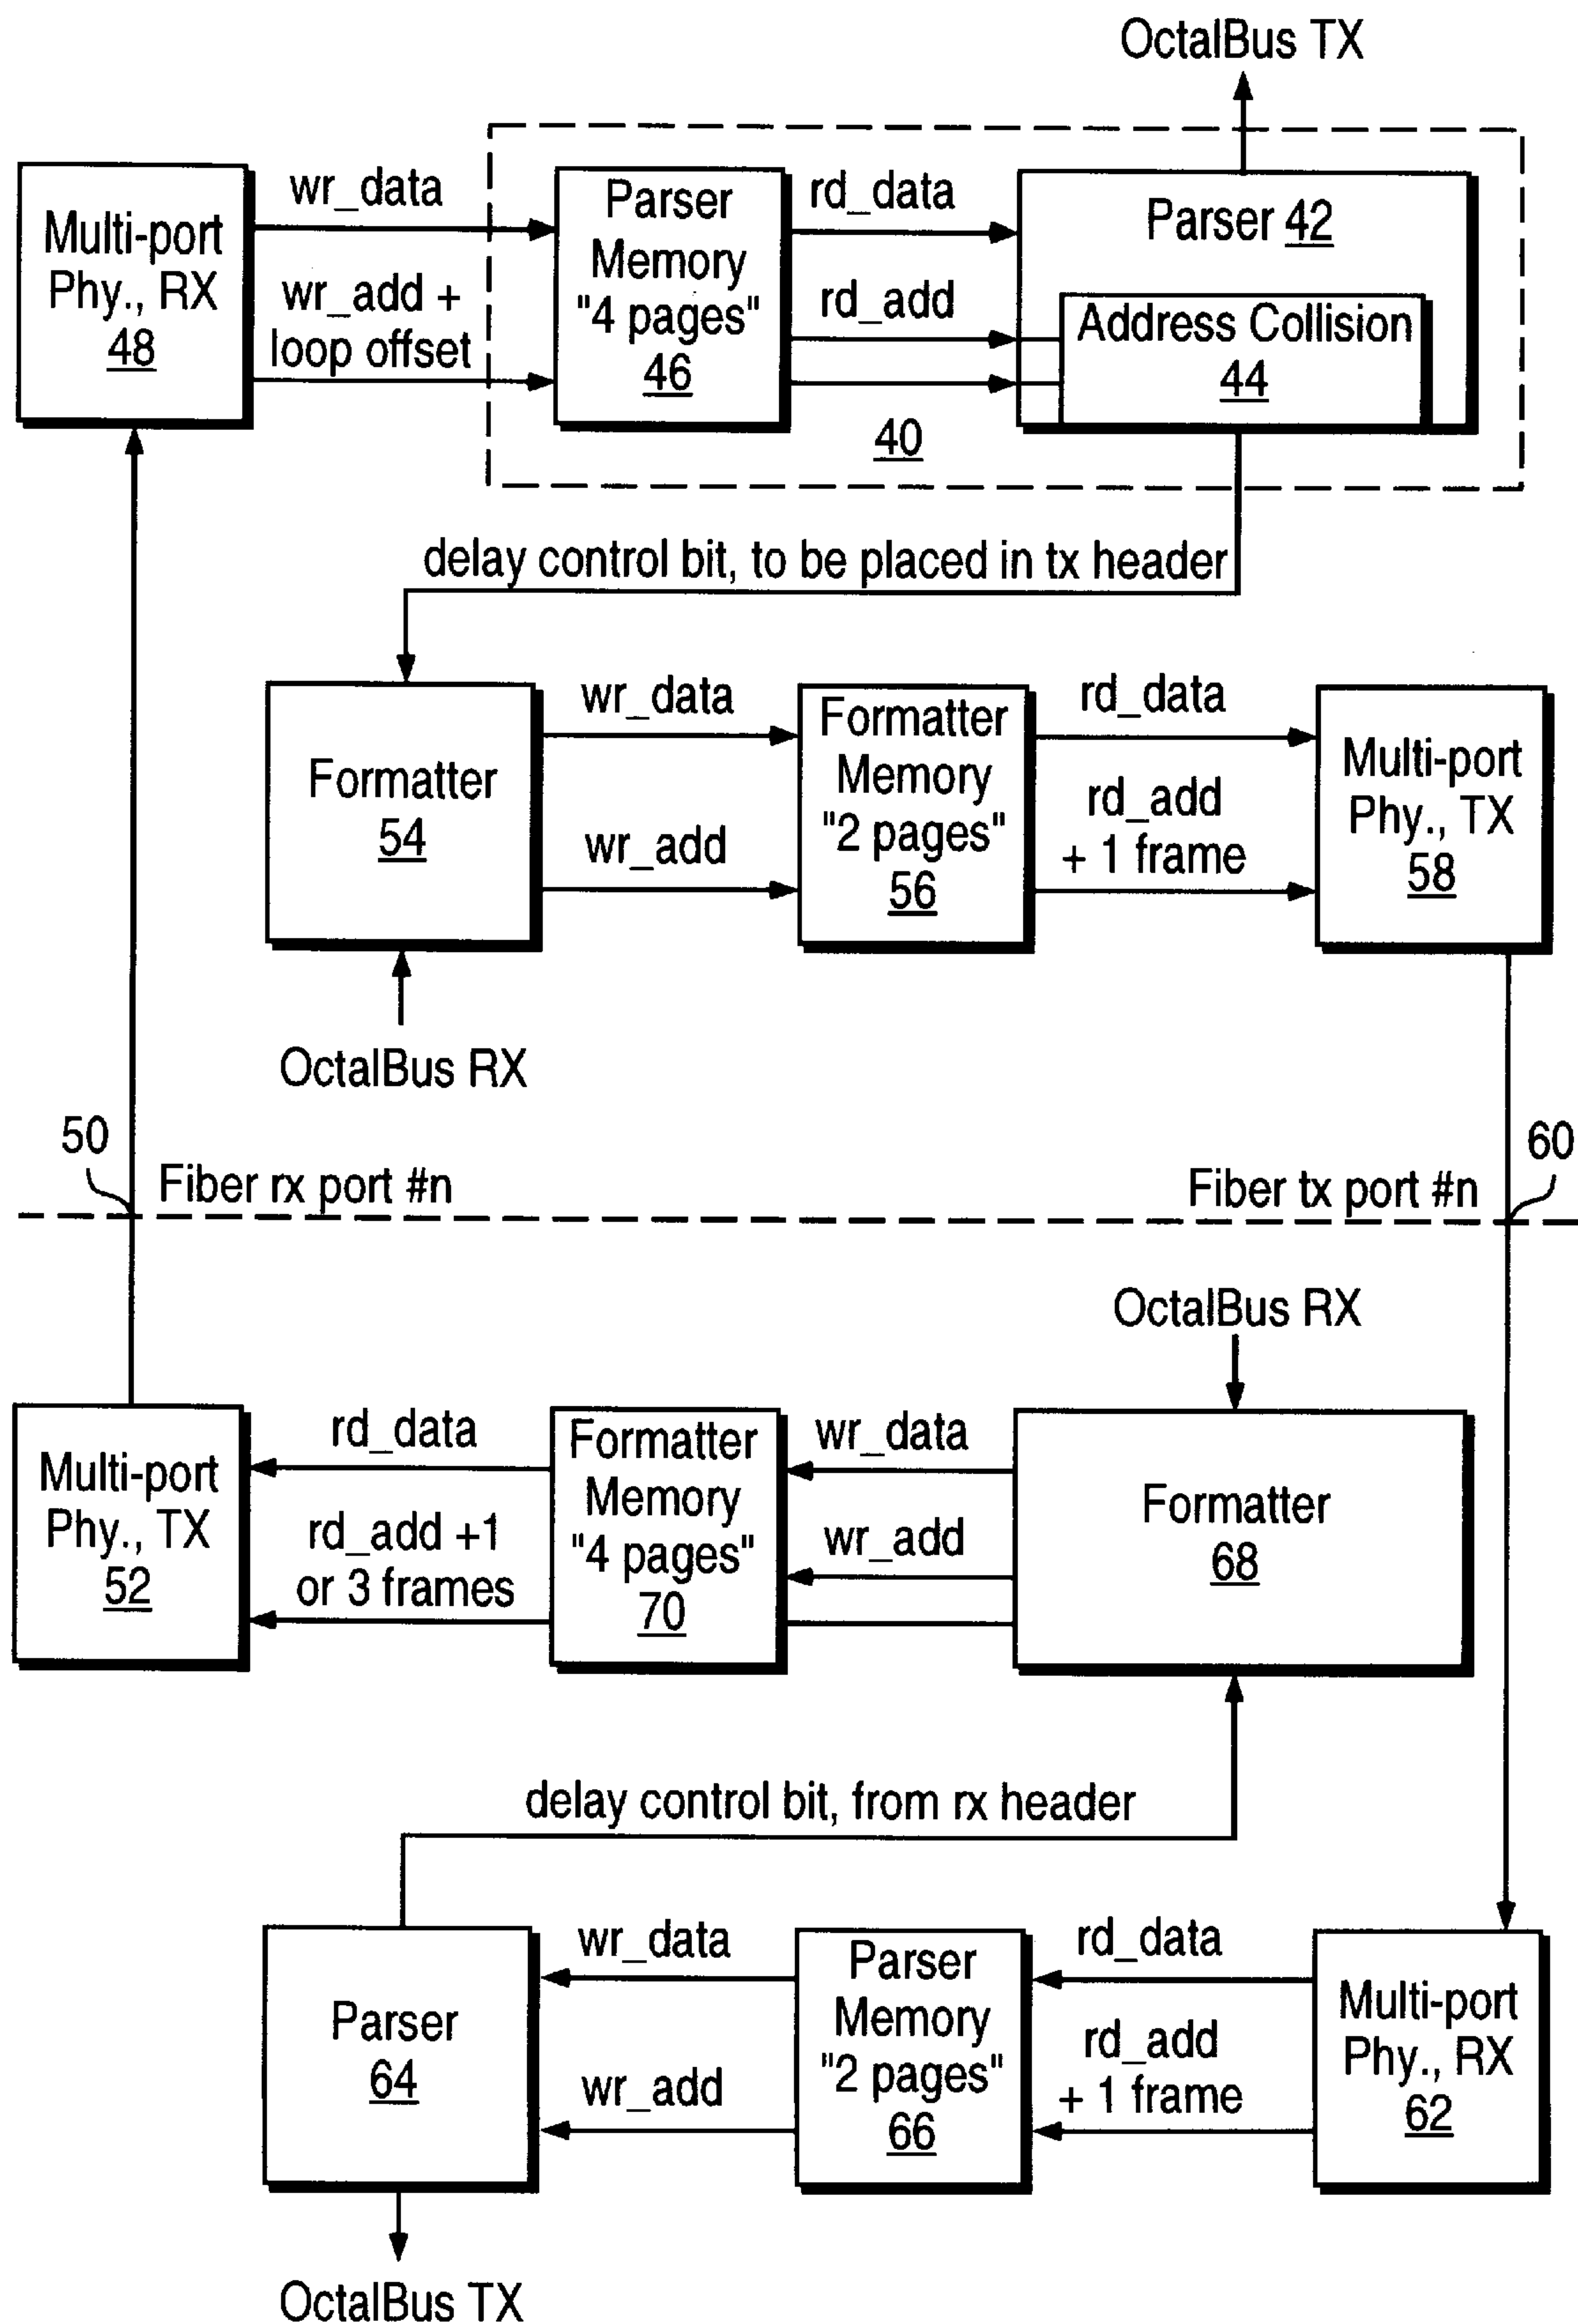 OctalBus TX
Multi-port
Phy., RX
48
wr_data
wr_add +
loop offset
Parser
Memory
"4 pages"
46
rd_data
rd_add
Parser 42
Address Collision
44
40
delay control bit, to be placed in tx header
Formatter
54
wr_data
wr_add
Formatter
Memory
"2 pages"
56
rd_data
rd_add
+ 1 frame
Multi-port
Phy., TX
58
OctalBus RX
50
Fiber rx port #n
Fiber tx port #n
60
OctalBus RX
Multi-port
Phy., TX
52
rd_data
rd_add +1
or 3 frames
Formatter
Memory
"4 pages"
70
wr_data
wr_add
Formatter
68
delay control bit, from rx header
Parser
64
wr_data
wr_add
Parser
Memory
"2 pages"
66
rd_data
rd_add
+ 1 frame
Multi-port
Phy., RX
62
OctalBus TX